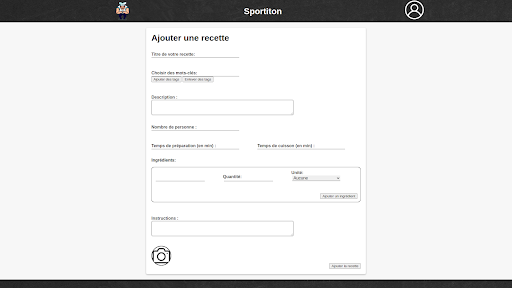 Sportiton
Ajouter une recette
Titre de votre recette:
Choisir des mots-clés:
Ajouter des tags Enlever des tags
Description :
Nombre de personne :
Temps de préparation (en min) : Temps de cuisson (en min) :
Ingrédients:
Quantité: Unité:
Aucune
Ajouter un ingrédient
Instructions :
Ajouter la recette